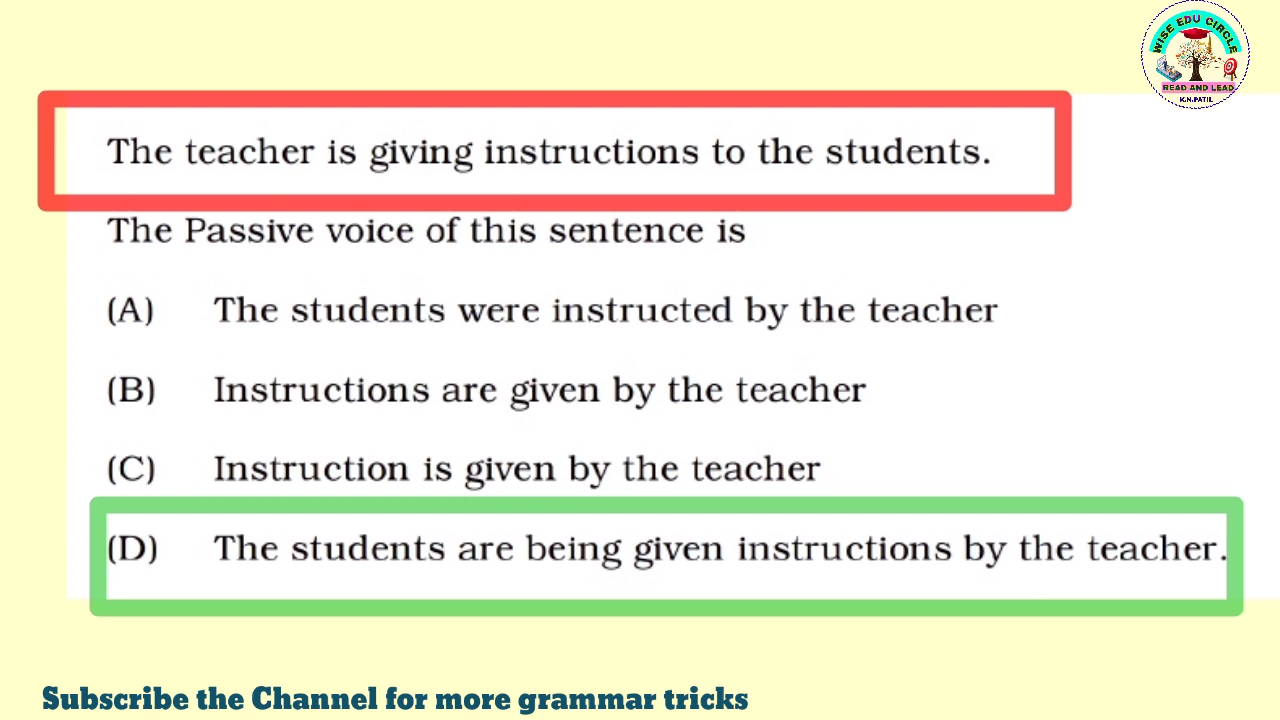 WISE EDU CIRCLE
READ AND LEAD
K.N.PATIL
The teacher is giving instructions to the students.
The Passive voice of this sentence is
(A) The students were instructed by the teacher
(B) Instructions are given by the teacher
(C) Instruction is given by the teacher
(D) The students are being given instructions by the teacher.
Subscribe the Channel for more grammar tricks